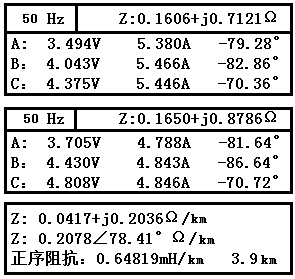 50 Hz Z:0.1606+j0.7121Ω
A: 3.494V 5.380A -79.28°
B: 4.043V 5.466A -82.86°
C: 4.375V 5.446A -70.36°
50 Hz Z:0.1650+j0.8786Ω
A: 3.705V 4.788A -81.64°
B: 4.430V 4.843A -86.64°
C: 4.808V 4.846A -70.72°
Z: 0.0417+j0.2036Ω/km
Z: 0.2078∠78.41°Ω/km
正序阻抗: 0.64819mH/km 3.9km